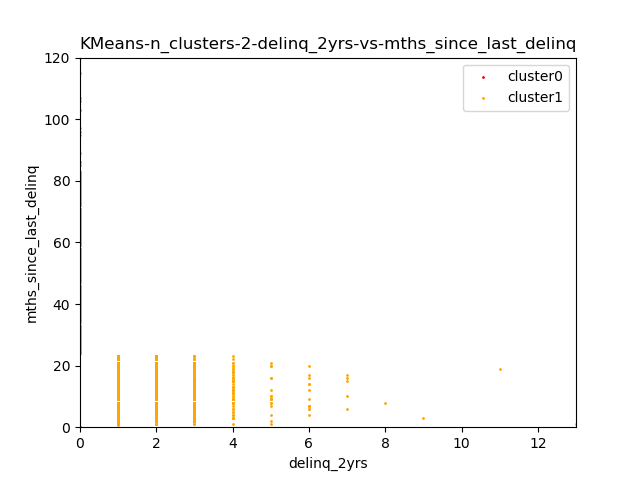 KMeans-n_clusters-2-delinq_2yrs-vs-mths_since_last_delinq
120
100
80
60
40
20
0
mths_since_last_delinq
cluster0
cluster1
0 2 4 6 8 10 12
delinq_2yrs